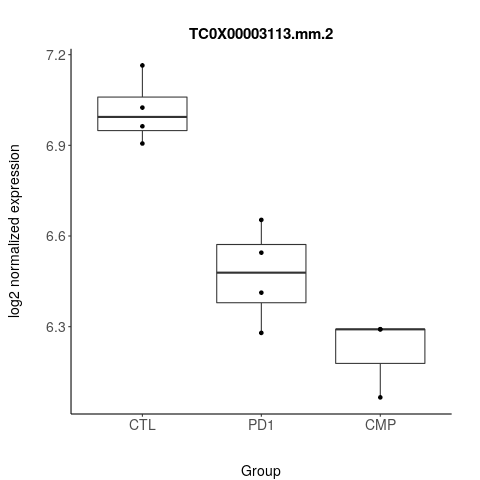 TC0X00003113.mm.2
log2 normalized expression
7.2
6.9
6.6
6.3
CTL
PD1
CMP
Group